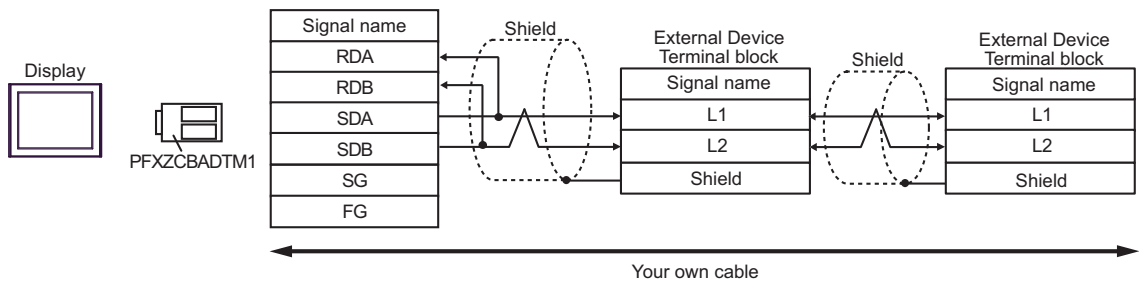 Display
PFXZCBADTM1
Signal name
RDA
RDB
SDA
SDB
SG
FG
Shield
External Device
Terminal block
Signal name
L1
L2
Shield
Shield
External Device
Terminal block
Signal name
L1
L2
Shield
Your own cable